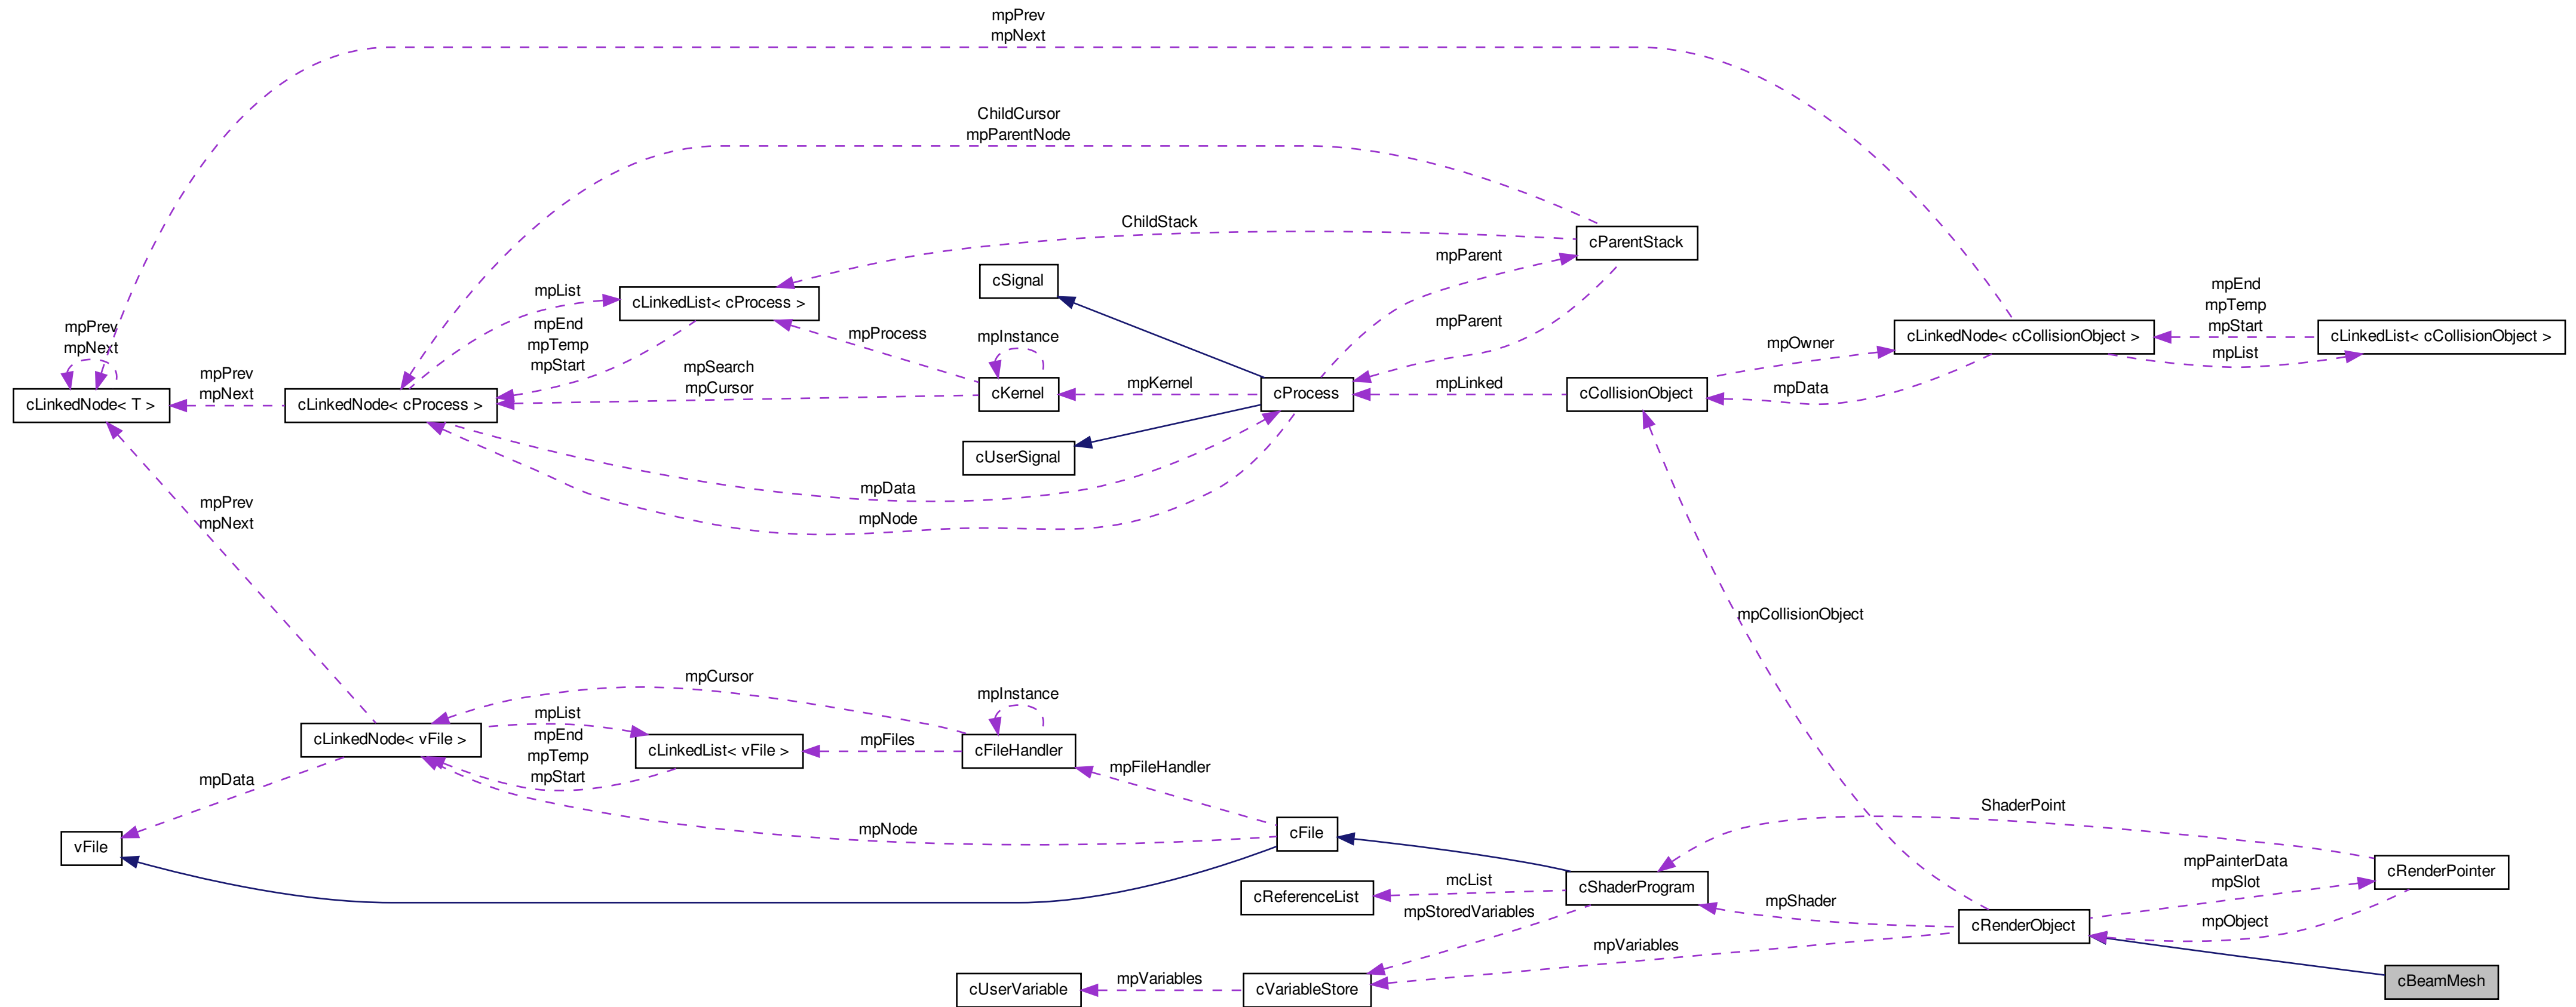 mpPrev
mpNext
ChildCursor
mpParentNode
ChildStack
cParentStack
mpParent
cSignal
mpList
cLinkedList< cProcess >
mpEnd
mpTemp
mpStart
mpProcess
mpInstance
mpParent
mpEnd
mpTemp
mpStart
cLinkedNode< cCollisionObject >
cLinkedList< cCollisionObject >
mpOwner
mpList
mpPrev
mpNext
mpPrev
mpNext
mpSearch
mpCursor
mpKernel
mpLinked
mpData
cLinkedNode< T >
cLinkedNode< cProcess >
cKernel
cProcess
cCollisionObject
cUserSignal
mpData
mpNode
mpPrev
mpNext
mpCollisionObject
mpCursor
mpInstance
mpList
cLinkedNode< vFile >
mpEnd
mpTemp
mpStart
cLinkedList< vFile >
mpFiles
cFileHandler
mpFileHandler
mpData
ShaderPoint
mpNode
cFile
vFile
mpPainterData
mpSlot
cRenderPointer
mcList
cShaderProgram
cReferenceList
mpStoredVariables
mpShader
mpObject
cRenderObject
mpVariables
mpVariables
cUserVariable
cVariableStore
cBeamMesh